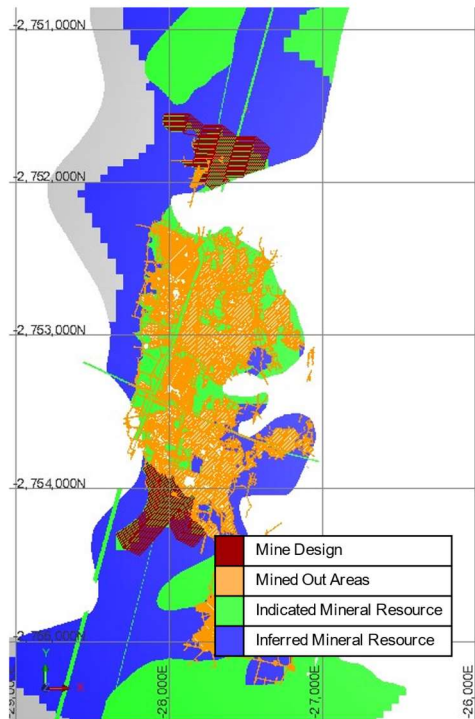 -2,751,000N
-2,752,000N
-2,753,000N
-2,754,000N
Mine Design
Mined Out Areas
Indicated Mineral Resource
Inferred Mineral Resource
Y
X
-28,000E
-27,000E
-26,000E